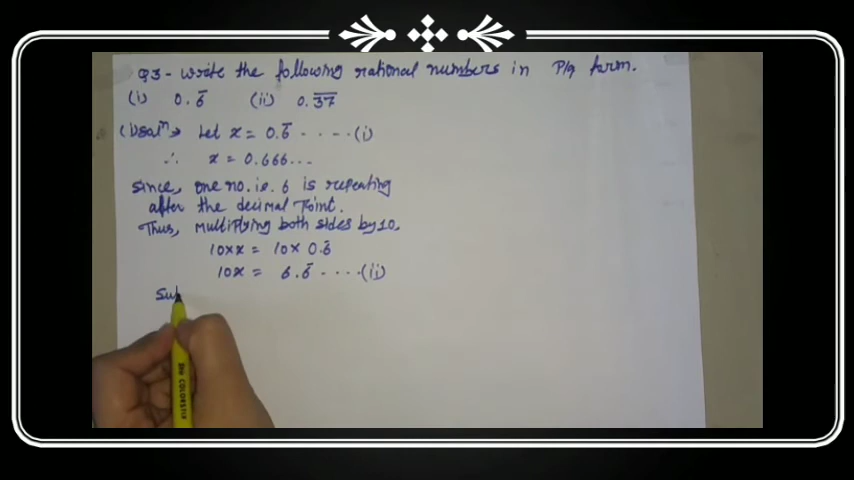 Q3 - Write the following rational numbers in P/q form.
(i) 0.6̅ (ii) 0.3̅7̅
(i) Solⁿ→ Let x = 0.6̅ - - - - - (i)
∴ x = 0.666...
Since, one no. i.e. 6 is repeating
after the decimal Point.
Thus, multiplying both sides by 10.
10×x = 10× 0.6̅
10x = 6.6̅ - - - - (ii)
Sub